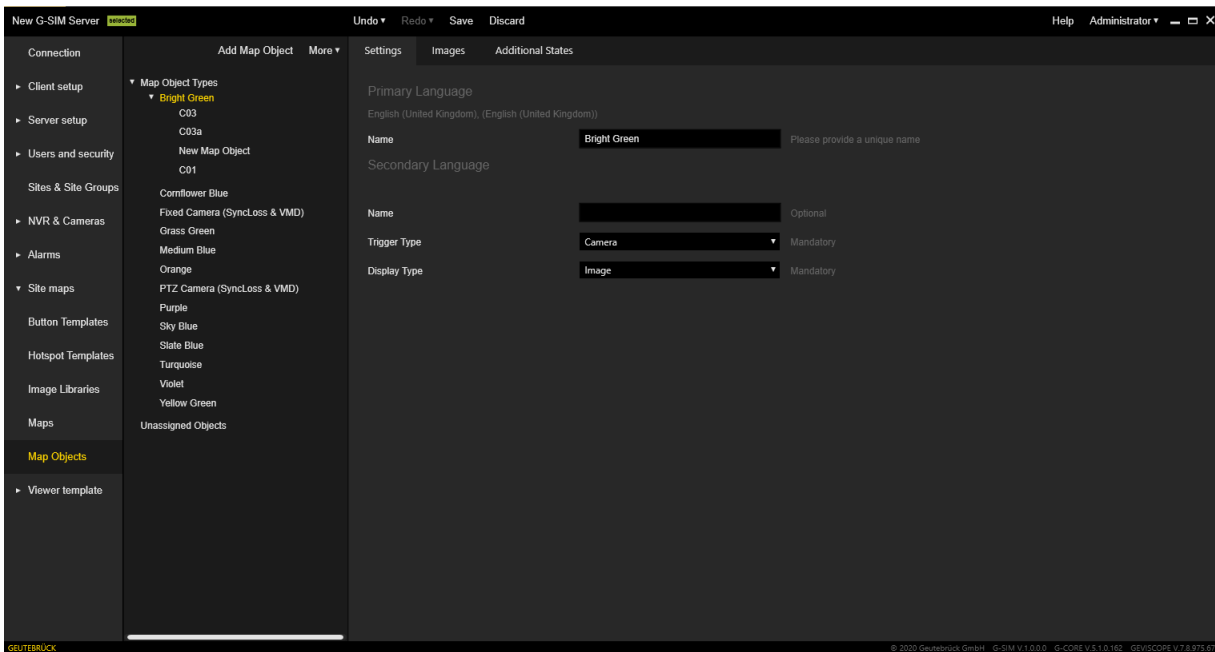 New G-SIM Server selected Undo Redo Save Discard Help Administrator
Connection
Client setup
Server setup
Users and security
Sites & Site Groups
NVR & Cameras
Alarms
Site maps
Button Templates
Hotspot Templates
Image Libraries
Maps
Map Objects
Viewer template
Add Map Object More
Map Object Types
Bright Green
C03
C03a
New Map Object
C01
Cornflower Blue
Fixed Camera (SyncLoss & VMD)
Grass Green
Medium Blue
Orange
PTZ Camera (SyncLoss & VMD)
Purple
Sky Blue
Slate Blue
Turquoise
Violet
Yellow Green
Unassigned Objects
Settings Images Additional States
Primary Language
English (United Kingdom), (English (United Kingdom))
Name Bright Green Please provide a unique name
Secondary Language
Name Optional
Trigger Type Camera Mandatory
Display Type Image Mandatory
GEUTEBRÜCK © 2020 Geutebrück GmbH G-SIM V.1.0.0.0 G-CORE V.5.1.0.162 GEVISCOPE V.7.8.975.67